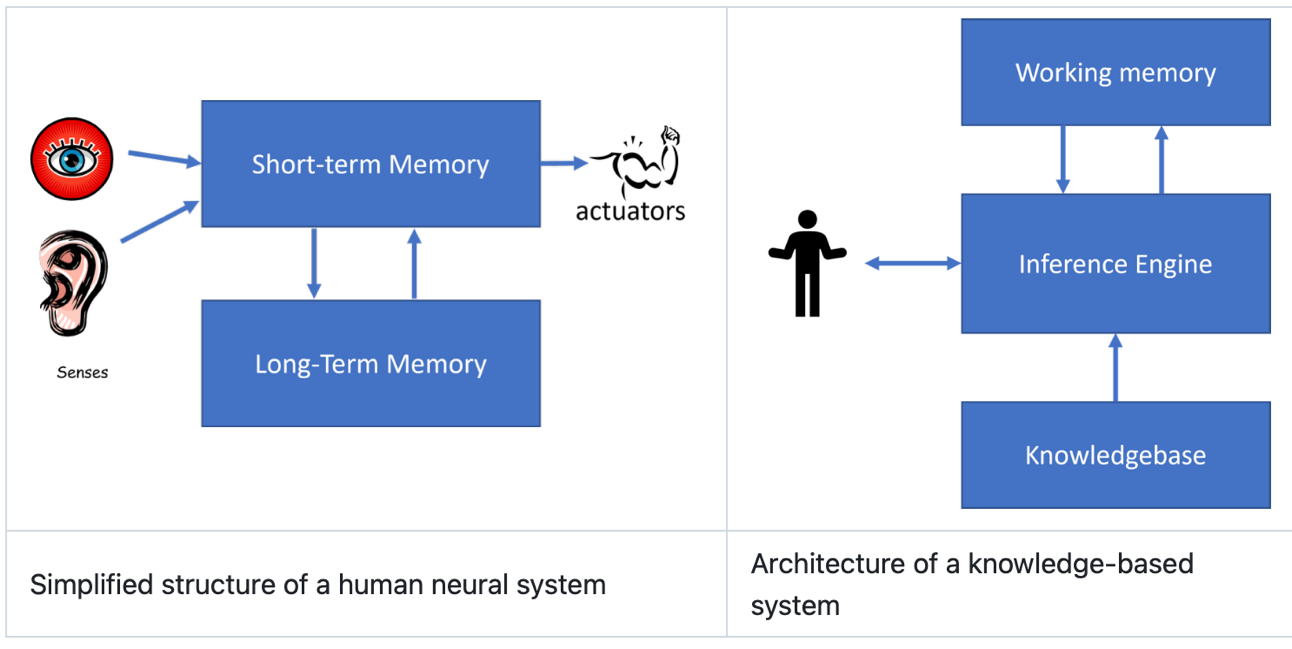 Short-term Memory
actuators
Long-Term Memory
Senses
Working memory
Inference Engine
Knowledgebase
Simplified structure of a human neural system
Architecture of a knowledge-based
system